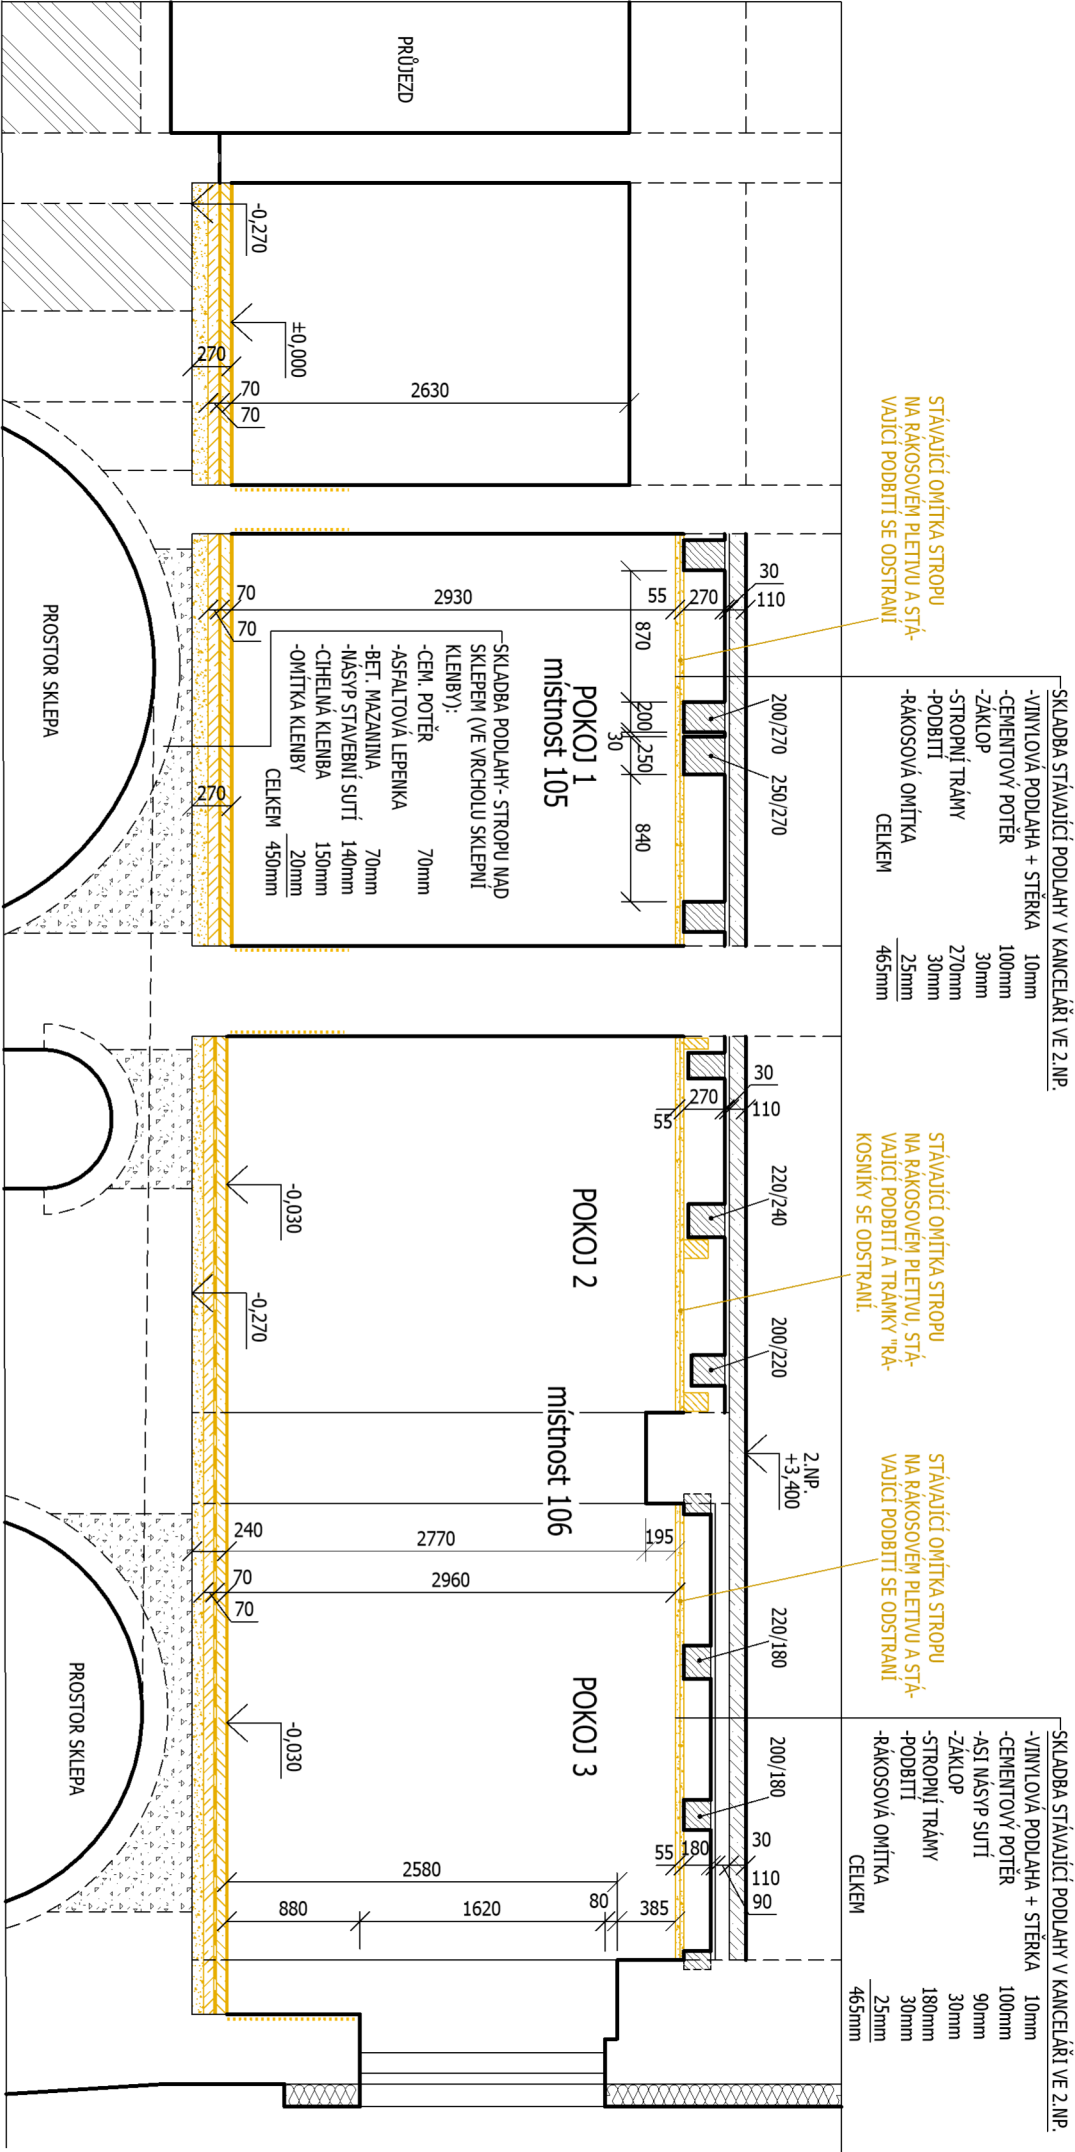 SKLADBA STÁVAJÍCÍ PODLAHY V KANCELÁŘI VE 2.NP.
-VINYLOVÁ PODLAHA + STĚRKA 10mm
-CEMENTOVÝ POTĚR 100mm
-ZÁKLOP 30mm
-STROPNÍ TRÁMY 270mm
-PODBITÍ 30mm
-RÁKOSOVÁ OMÍTKA 25mm
CELKEM 465mm
SKLADBA STÁVAJÍCÍ PODLAHY V KANCELÁŘI VE 2.NP.
-VINYLOVÁ PODLAHA + STĚRKA 10mm
-CEMENTOVÝ POTĚR 100mm
-ASI NÁSYP SUTÍ 90mm
-ZÁKLOP 30mm
-STROPNÍ TRÁMY 180mm
-PODBITÍ 30mm
-RÁKOSOVÁ OMÍTKA 25mm
CELKEM 465mm
STÁVAJÍCÍ OMÍTKA STROPU
NA RÁKOSOVÉM PLETIVU A STÁ-
VAJÍCÍ PODBITÍ SE ODSTRANÍ
STÁVAJÍCÍ OMÍTKA STROPU
NA RÁKOSOVÉM PLETIVU, STÁ-
VAJÍCÍ PODBITÍ A TRÁMKY "RÁ-
KOSNÍKY SE ODSTRANÍ.
STÁVAJÍCÍ OMÍTKA STROPU
NA RÁKOSOVÉM PLETIVU A STÁ-
VAJÍCÍ PODBITÍ SE ODSTRANÍ
200/270
250/270
220/240
200/220
2.NP.
+3,400
220/180
200/180
30
110
270
55
30
110
270
55
30
110
90
180
55
870
200
30
250
840
PRŮJEZD
POKOJ 1
místnost 105
POKOJ 2
místnost 106
POKOJ 3
SKLADBA PODLAHY- STROPU NAD
SKLEPEM (VE VRCHOLU SKLEPNÍ
KLENBY):
-CEM. POTĚR 70mm
-ASFALTOVÁ LEPENKA
-BET. MAZANINA 70mm
-NÁSYP STAVEBNÍ SUTÍ 140mm
-CIHELNÁ KLENBA 150mm
-OMÍTKA KLENBY 20mm
CELKEM 450mm
2630
2930
2770
195
2960
2580
385
80
1620
880
-0,270
±0,000
270
70
70
70
70
270
-0,030
-0,270
240
70
70
-0,030
PROSTOR SKLEPA
PROSTOR SKLEPA